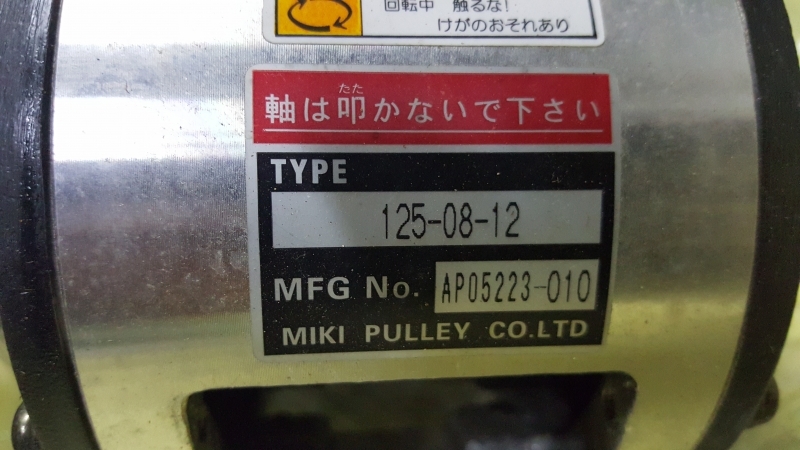 回転中 触るな!
けがのおそれあり
たた
軸は叩かないで下さい
TYPE
125-08-12
MFG No. AP05223-010
MIKI PULLEY CO.LTD